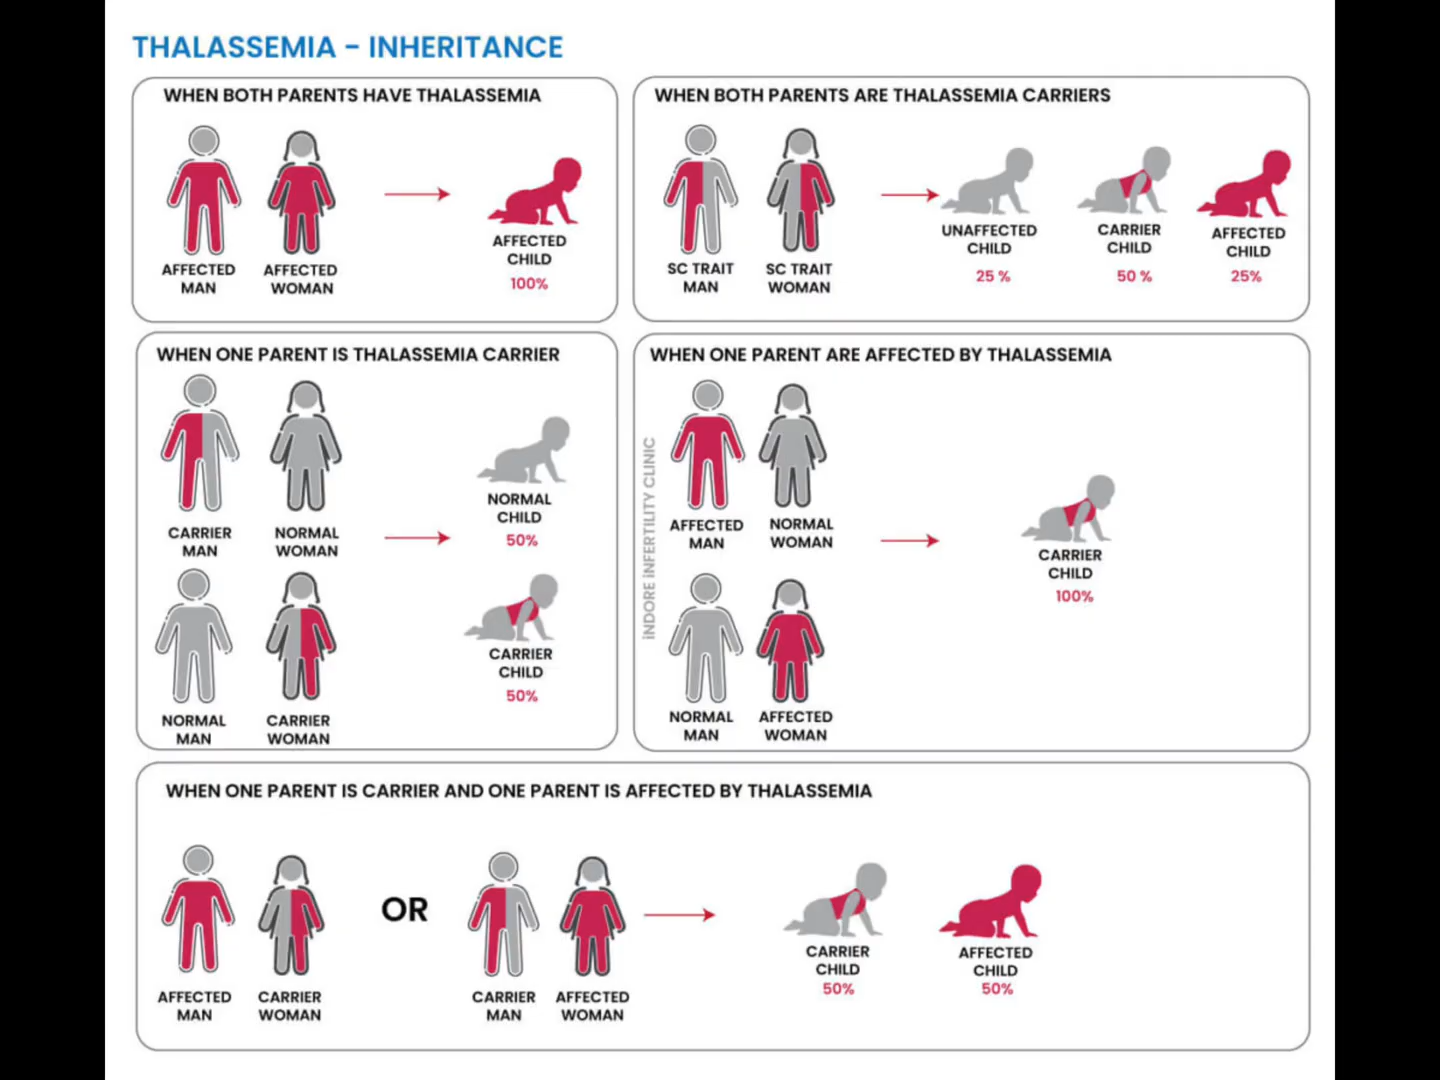 THALASSEMIA - INHERITANCE
WHEN BOTH PARENTS HAVE THALASSEMIA
AFFECTED
MAN
AFFECTED
WOMAN
AFFECTED
CHILD
100%
WHEN BOTH PARENTS ARE THALASSEMIA CARRIERS
SC TRAIT
MAN
SC TRAIT
WOMAN
UNAFFECTED
CHILD
25 %
CARRIER
CHILD
50 %
AFFECTED
CHILD
25%
WHEN ONE PARENT IS THALASSEMIA CARRIER
CARRIER
MAN
NORMAL
WOMAN
NORMAL
CHILD
50%
NORMAL
MAN
CARRIER
WOMAN
CARRIER
CHILD
50%
WHEN ONE PARENT ARE AFFECTED BY THALASSEMIA
INDORE INFERTILITY CLINIC
AFFECTED
MAN
NORMAL
WOMAN
NORMAL
MAN
AFFECTED
WOMAN
CARRIER
CHILD
100%
WHEN ONE PARENT IS CARRIER AND ONE PARENT IS AFFECTED BY THALASSEMIA
AFFECTED
MAN
CARRIER
WOMAN
OR
CARRIER
MAN
AFFECTED
WOMAN
CARRIER
CHILD
50%
AFFECTED
CHILD
50%